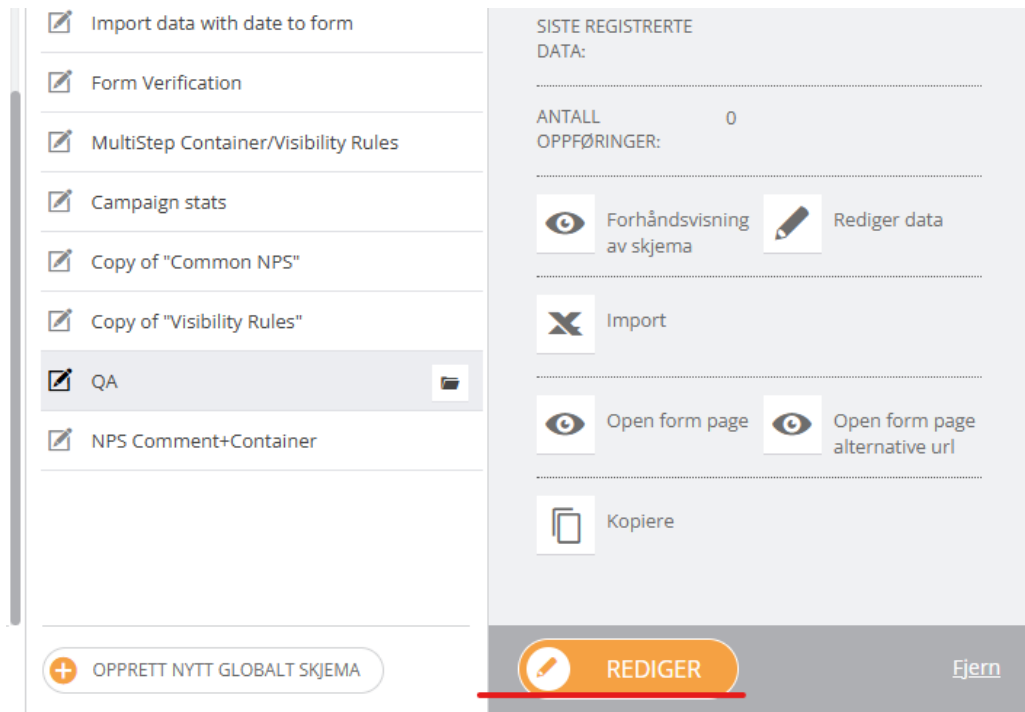 Import data with date to form
Form Verification
MultiStep Container/Visibility Rules
Campaign stats
Copy of "Common NPS"
Copy of "Visibility Rules"
QA
NPS Comment+Container
OPPRETT NYTT GLOBALT SKJEMA
SISTE REGISTRERTE
DATA:
ANTALL
OPPFØRINGER:
0
Forhåndsvisning
av skjema
Rediger data
Import
Open form page
Open form page
alternative url
Kopiere
REDIGER
Fjern